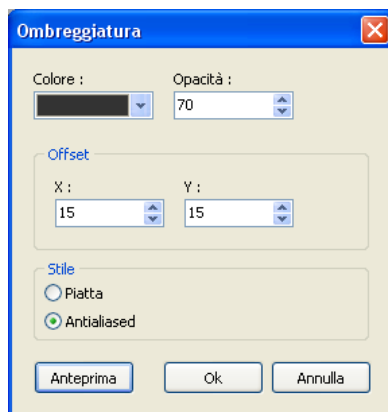 Ombreggiatura
Colore : Opacità :
70
Offset
X : Y :
15 15
Stile
Piatta
Antialiased
Anteprima Ok Annulla